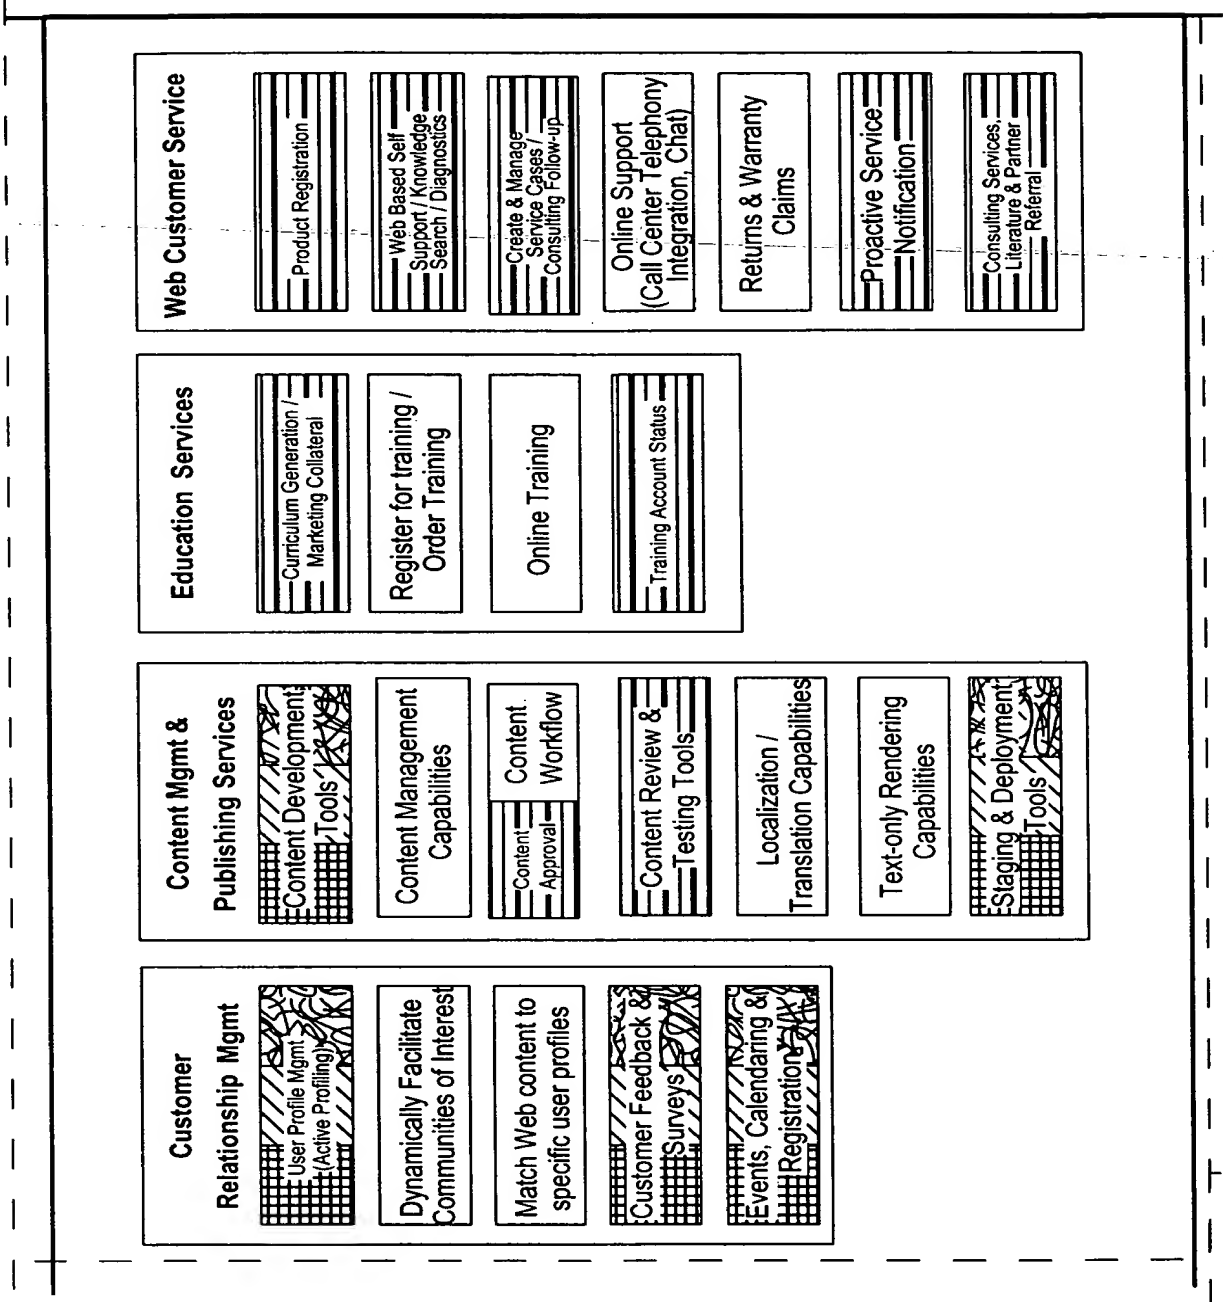 Customer
Relationship Mgmt
User Profile Mgmt
(Active Profiling)
Dynamically Facilitate
Communities of Interest
Match Web content to
specific user profiles
Customer Feedback &
Surveys
Events, Calendaring &
Registration
Content Mgmt &
Publishing Services
Content Development
Tools
Content Management
Capabilities
Content
Approval
Content
Workflow
Content Review &
Testing Tools
Localization /
Translation Capabilities
Text-only Rendering
Capabilities
Staging & Deployment
Tools
Education Services
Curriculum Generation /
Marketing Collateral
Register for training /
Order Training
Online Training
Training Account Status
Web Customer Service
Product Registration
Web Based Self
Support / Knowledge
Search / Diagnostics
Create & Manage
Service Cases /
Consulting Follow-up
Online Support
(Call Center Telephony
Integration, Chat)
Returns & Warranty
Claims
Proactive Service
Notification
Consulting Services,
Literature & Partner
Referral